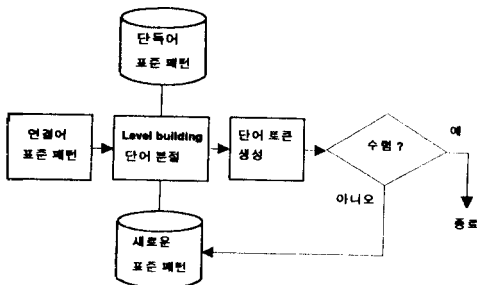 단독어
표준 패턴
연결어
표준 패턴
Level building
단어 분절
단어 토큰
생성
수렴 ?
예
아니오
종료
새로운
표준 패턴